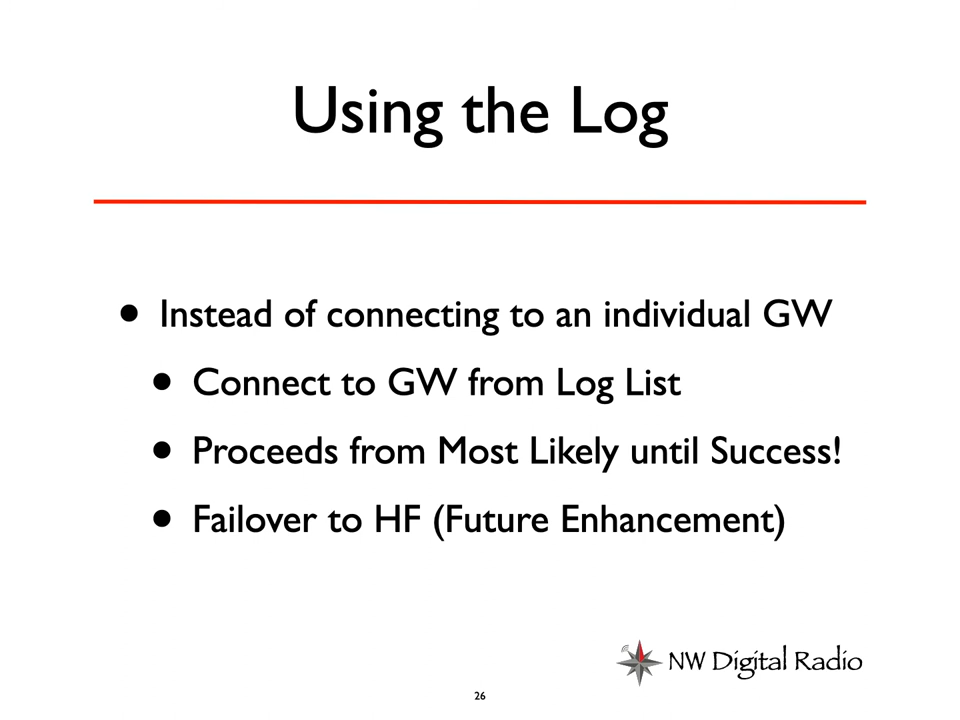 Using the Log
• Instead of connecting to an individual GW
• Connect to GW from Log List
• Proceeds from Most Likely until Success!
• Failover to HF (Future Enhancement)
NW Digital Radio
26